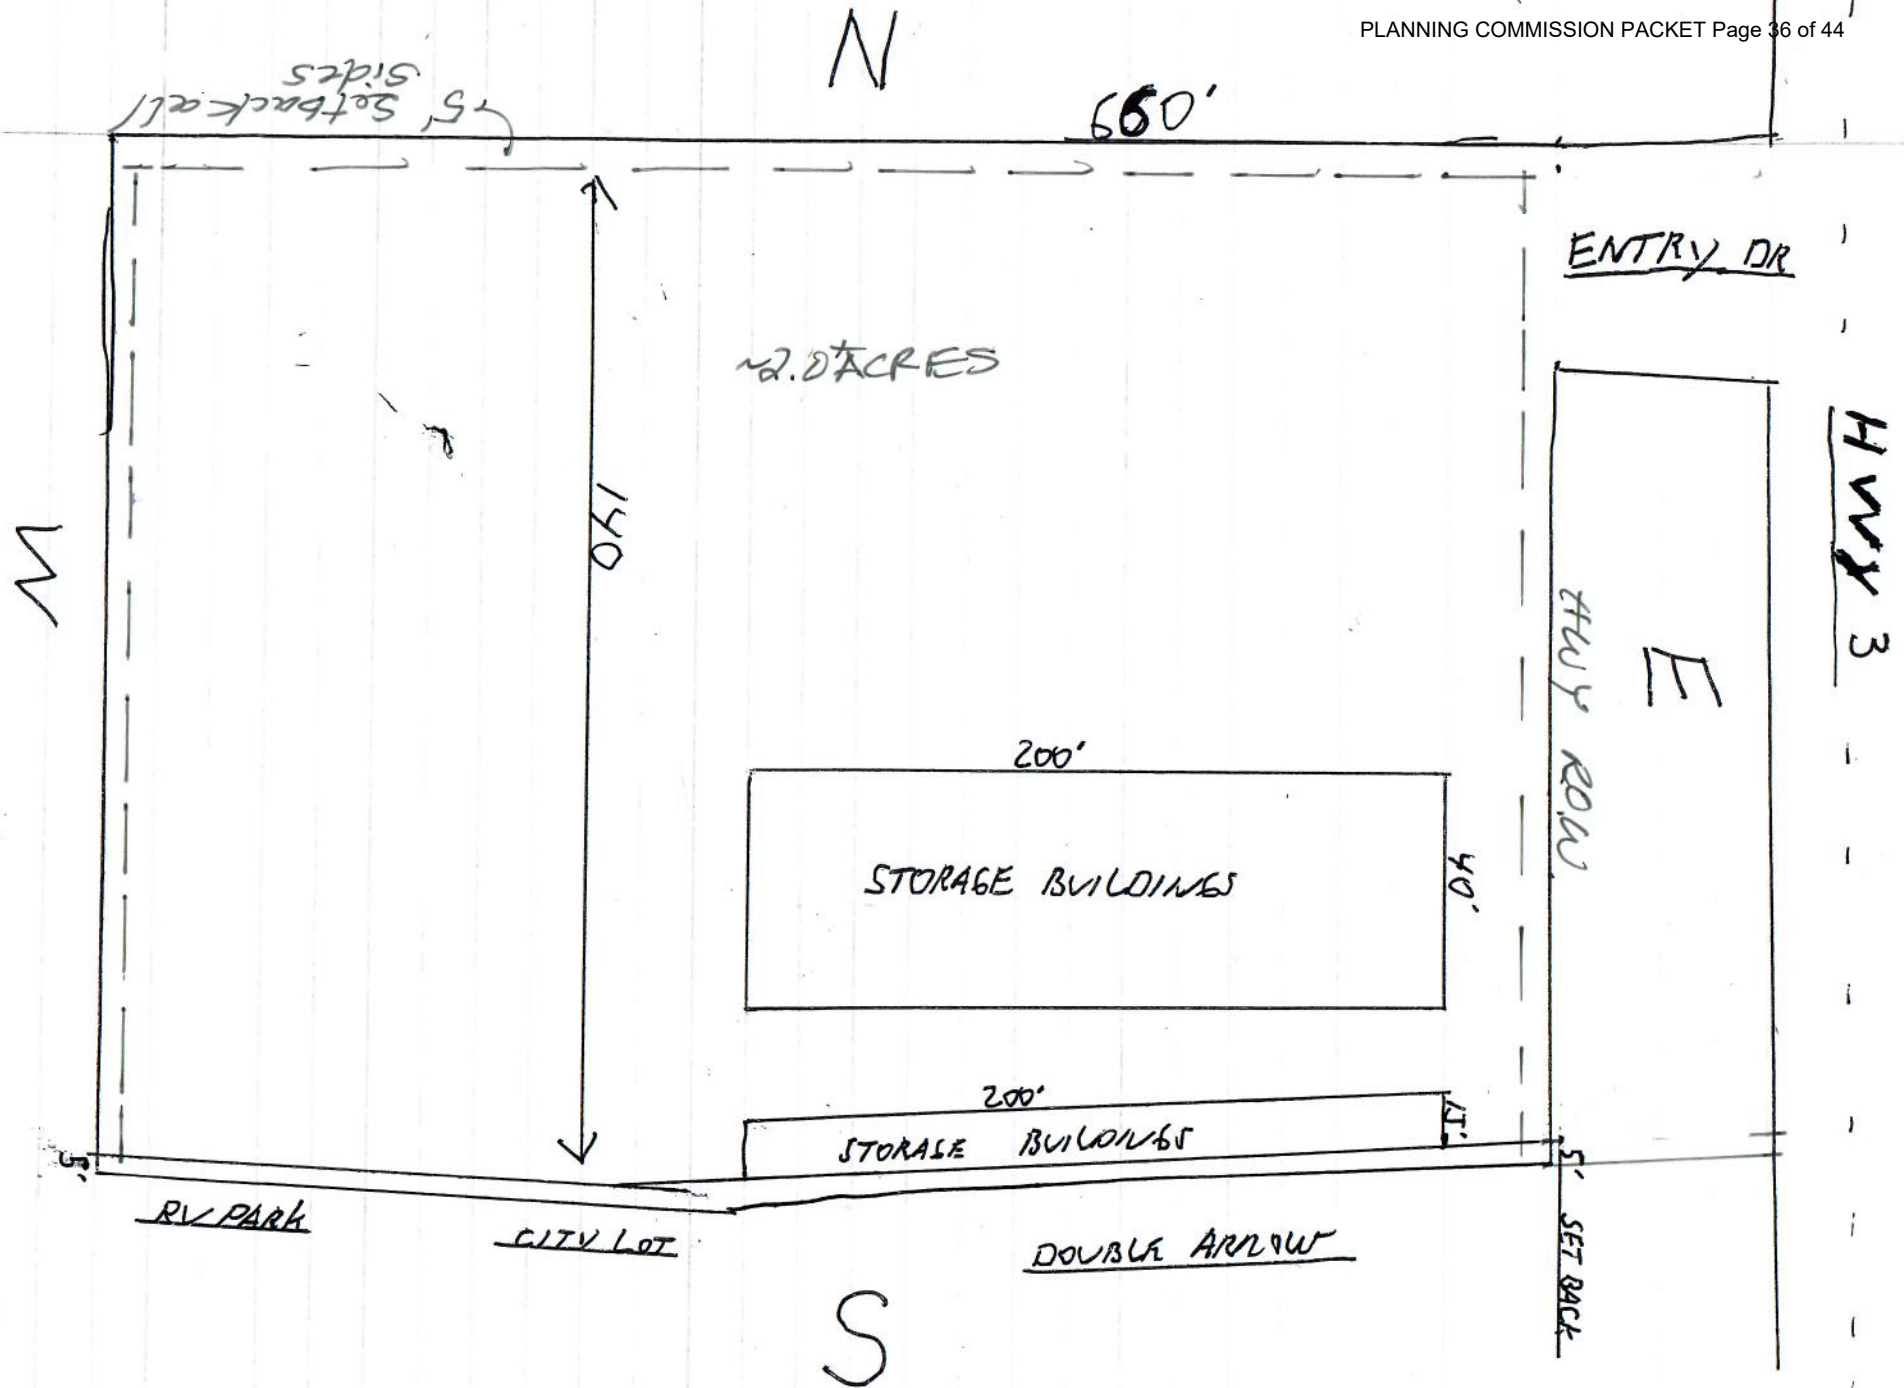 PLANNING COMMISSION PACKET Page 36 of 44
N
5' Setback all
Sides
660'
ENTRY DR
~2.0± ACRES
HWY 3
140
W
HWY ROW
E
200'
STORAGE BUILDINGS
40'
200'
STORAGE BUILDINGS
5'
5' SET BACK
RV PARK
CITY LOT
DOUBLE ARROW
S